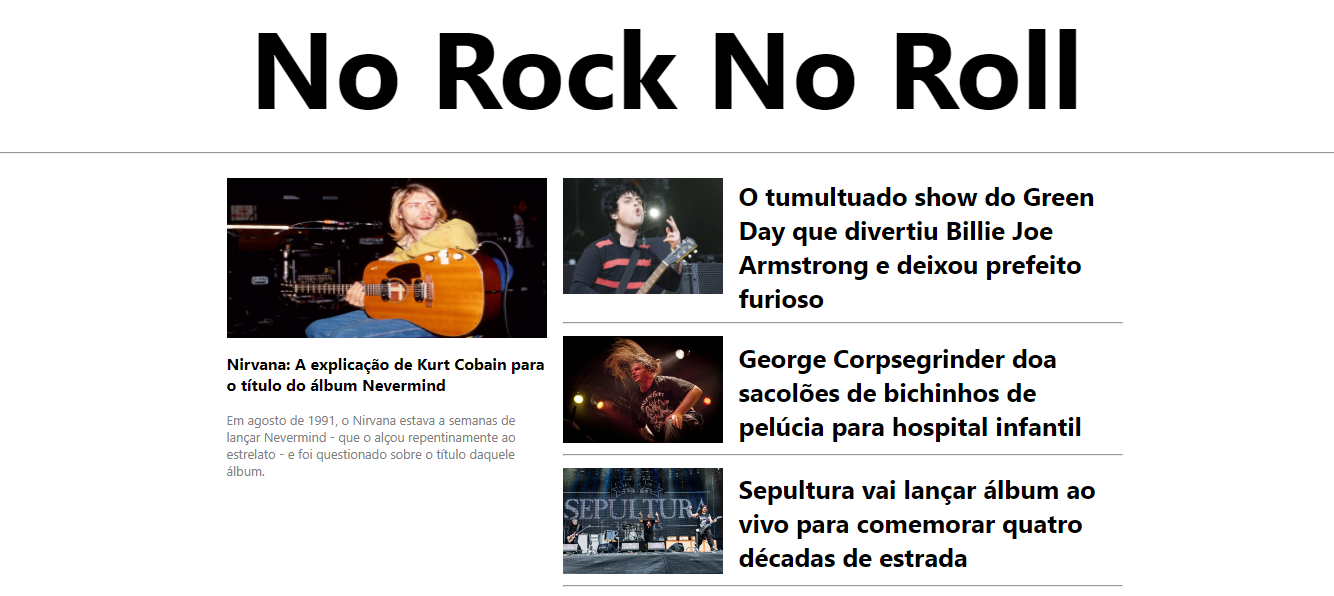 No Rock No Roll
Nirvana: A explicação de Kurt Cobain para
o título do álbum Nevermind
Em agosto de 1991, o Nirvana estava a semanas de
lançar Nevermind - que o alçou repentinamente ao
estrelato - e foi questionado sobre o título daquele
álbum.
O tumultuado show do Green
Day que divertiu Billie Joe
Armstrong e deixou prefeito
furioso
George Corpsegrinder doa
sacolões de bichinhos de
pelúcia para hospital infantil
SEPULTURA
Sepultura vai lançar álbum ao
vivo para comemorar quatro
décadas de estrada